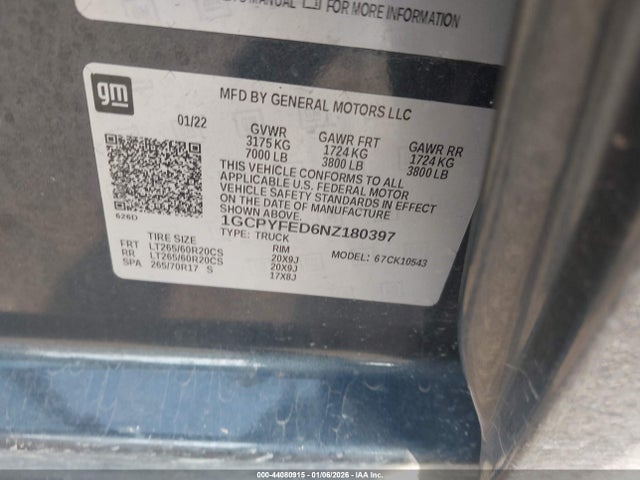 MANUAL FOR MORE INFORMATION
gm
MFD BY GENERAL MOTORS LLC
01/22
GVWR GAWR FRT GAWR RR
3175 KG 1724 KG 1724 KG
7000 LB 3800 LB 3800 LB
THIS VEHICLE CONFORMS TO ALL
APPLICABLE U.S. FEDERAL MOTOR
VEHICLE SAFETY STANDARDS IN EFFECT
ON THE DATE OF MANUFACTURE
SHOWN ABOVE.
626D
1GCPYFED6NZ180397
TYPE: TRUCK
MODEL: 67CK10543
TIRE SIZE RIM
FRT LT265/60R20CS 20X9J
RR LT265/60R20CS 20X9J
SPA 265/70R17 S 17X8J
000-44080915 - 01/06/2026 - IAA Inc.